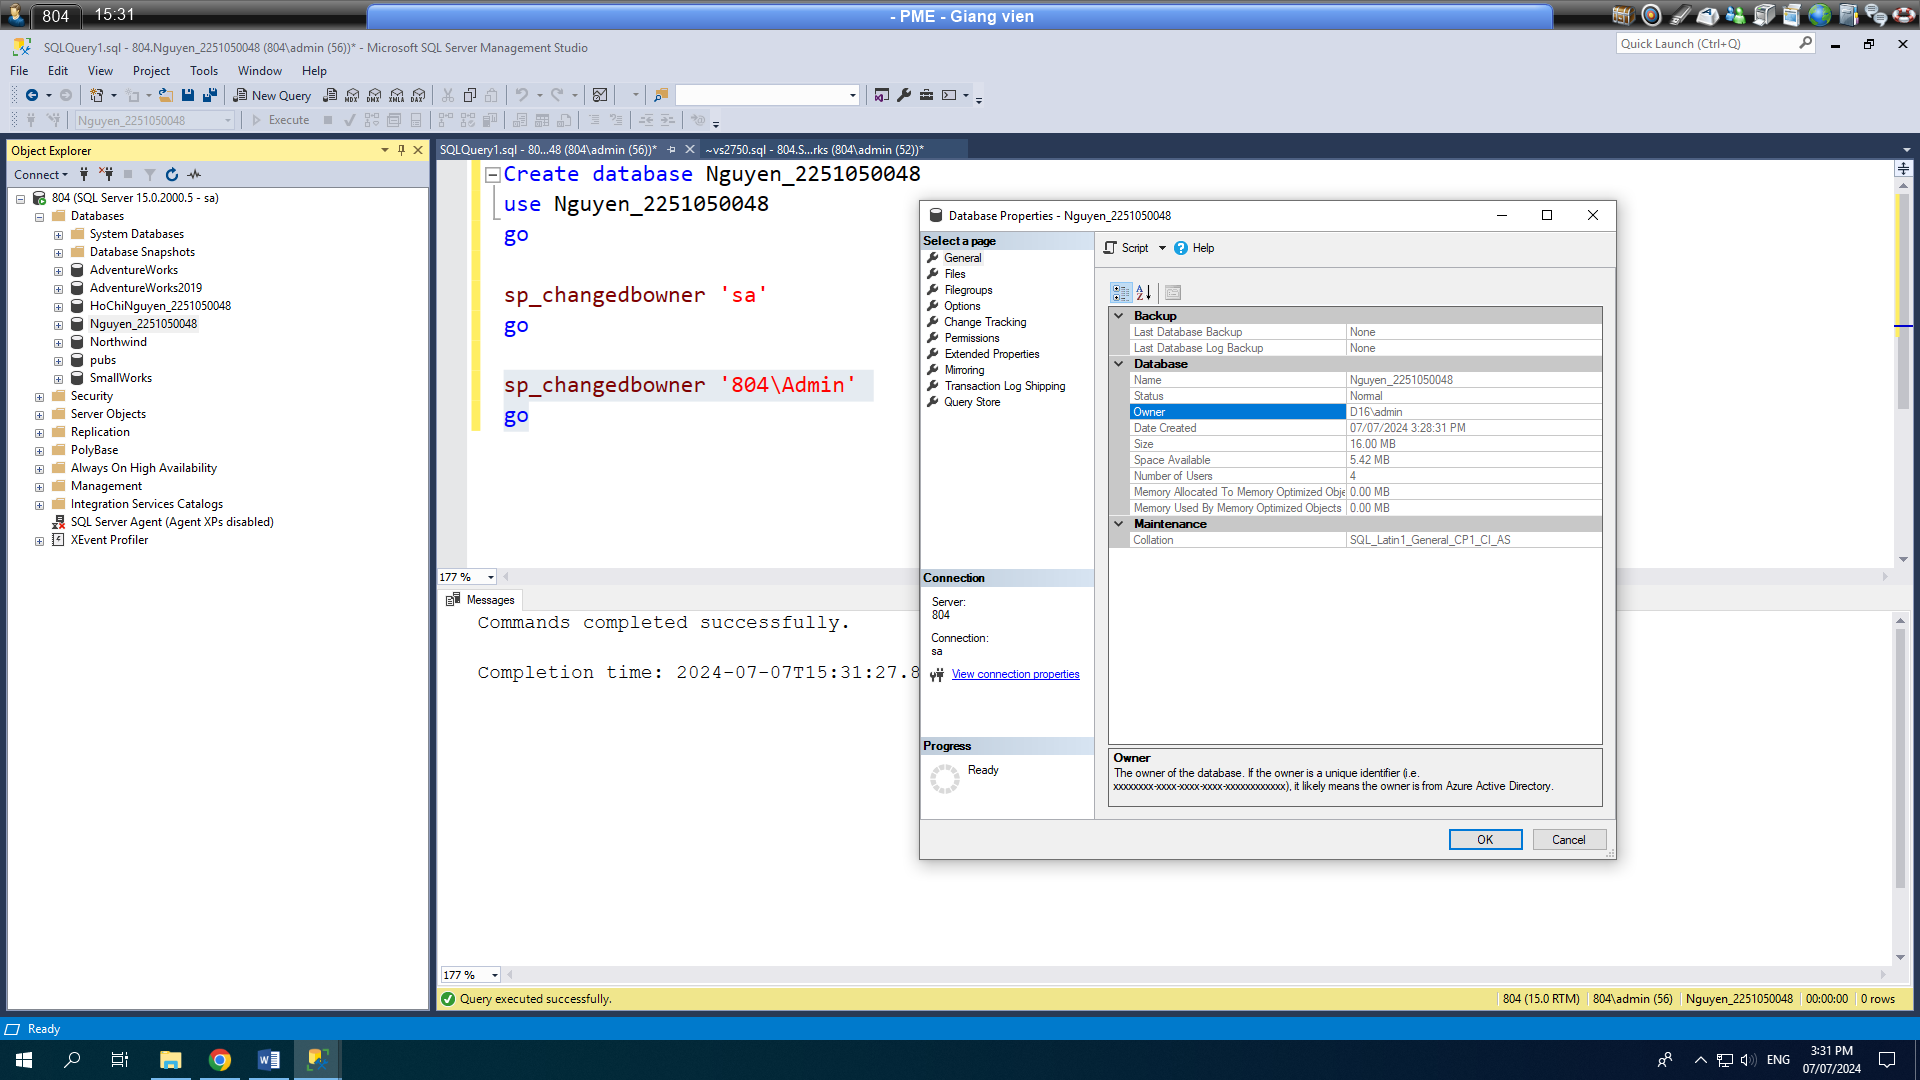 804
15:31
- PME - Giang vien
SQLQuery1.sql - 804.Nguyen_2251050048 (804\admin (56))* - Microsoft SQL Server Management Studio
Quick Launch (Ctrl+Q)
File Edit View Project Tools Window Help
New Query
MDX DMX XMLA DAX
Nguyen_2251050048
Execute
Object Explorer
Connect
804 (SQL Server 15.0.2000.5 - sa)
Databases
System Databases
Database Snapshots
AdventureWorks
AdventureWorks2019
HoChiNguyen_2251050048
Nguyen_2251050048
Northwind
pubs
SmallWorks
Security
Server Objects
Replication
PolyBase
Always On High Availability
Management
Integration Services Catalogs
SQL Server Agent (Agent XPs disabled)
XEvent Profiler
SQLQuery1.sql - 80...48 (804\admin (56))*
~vs2750.sql - 804.S...rks (804\admin (52))*
Create database Nguyen_2251050048
use Nguyen_2251050048
go
sp_changedbowner 'sa'
go
sp_changedbowner '804\Admin'
go
177 %
Messages
Commands completed successfully.
Completion time: 2024-07-07T15:31:27.8
177 %
Query executed successfully.
804 (15.0 RTM)
804\admin (56)
Nguyen_2251050048
00:00:00
0 rows
Database Properties - Nguyen_2251050048
Select a page
General
Files
Filegroups
Options
Change Tracking
Permissions
Extended Properties
Mirroring
Transaction Log Shipping
Query Store
Connection
Server:
804
Connection:
sa
View connection properties
Progress
Ready
Script
Help
Backup
Last Database Backup None
Last Database Log Backup None
Database
Name Nguyen_2251050048
Status Normal
Owner D16\admin
Date Created 07/07/2024 3:28:31 PM
Size 16.00 MB
Space Available 5.42 MB
Number of Users 4
Memory Allocated To Memory Optimized Obje 0.00 MB
Memory Used By Memory Optimized Objects 0.00 MB
Maintenance
Collation SQL_Latin1_General_CP1_CI_AS
Owner
The owner of the database. If the owner is a unique identifier (i.e.
xxxxxxxx-xxxx-xxxx-xxxx-xxxxxxxxxxxx), it likely means the owner is from Azure Active Directory.
OK
Cancel
Ready
ENG
3:31 PM
07/07/2024